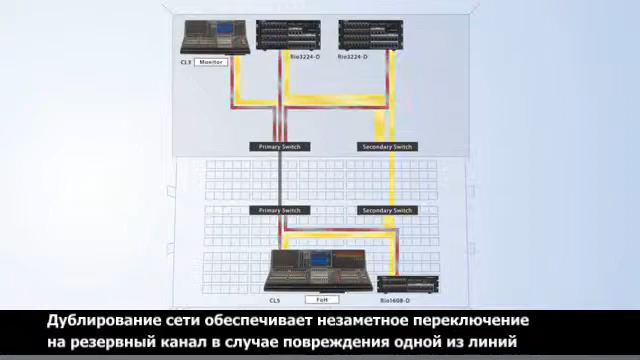 CL3 Monitor
Rio3224-D
Rio3224-D
Primary Switch
Secondary Switch
Primary Switch
Secondary Switch
CL5
FoH
Rio1608-D
Дублирование сети обеспечивает незаметное переключение
на резервный канал в случае повреждения одной из линий